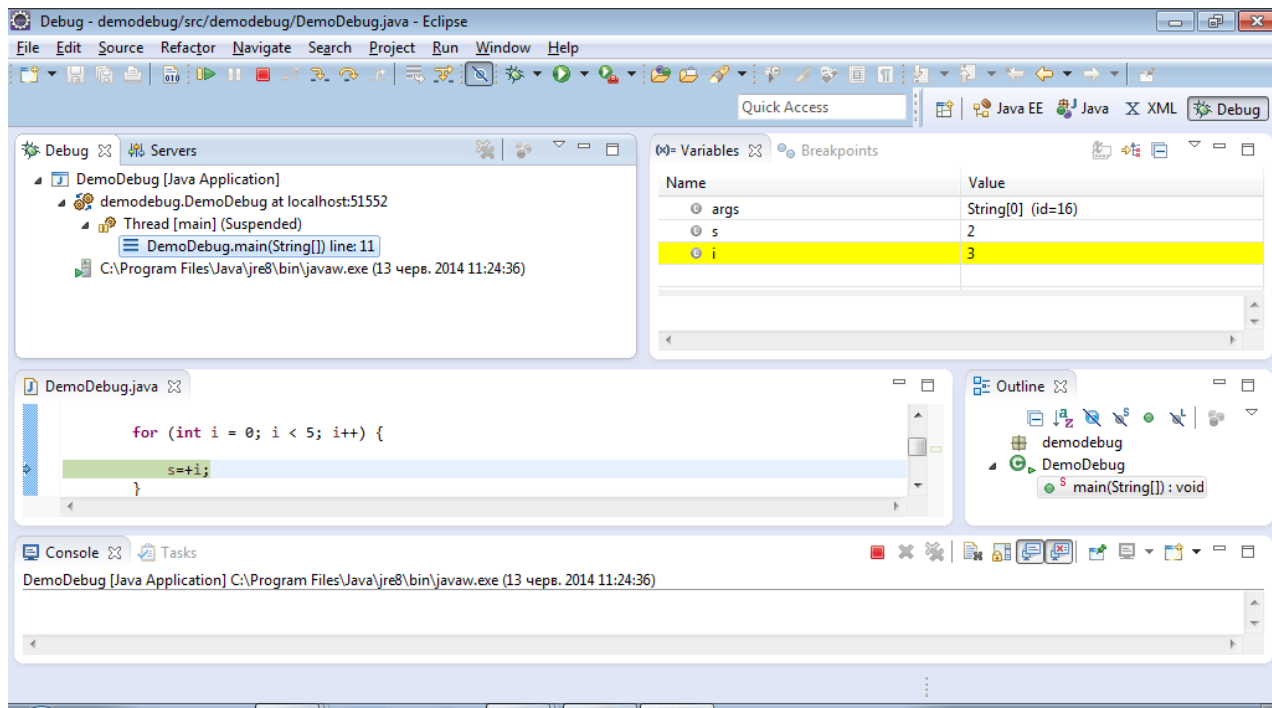 Debug - demodebug/src/demodebug/DemoDebug.java - Eclipse
File Edit Source Refactor Navigate Search Project Run Window Help
Quick Access Java EE Java XML Debug
Debug Servers
DemoDebug [Java Application]
demodebug.DemoDebug at localhost:51552
Thread [main] (Suspended)
DemoDebug.main(String[]) line: 11
C:\Program Files\Java\jre8\bin\javaw.exe (13 черв. 2014 11:24:36)
(x)= Variables Breakpoints
Name Value
args String[0] (id=16)
s 2
i 3
DemoDebug.java
for (int i = 0; i < 5; i++) {
s=+i;
}
Outline
demodebug
DemoDebug
S main(String[]) : void
Console Tasks
DemoDebug [Java Application] C:\Program Files\Java\jre8\bin\javaw.exe (13 черв. 2014 11:24:36)